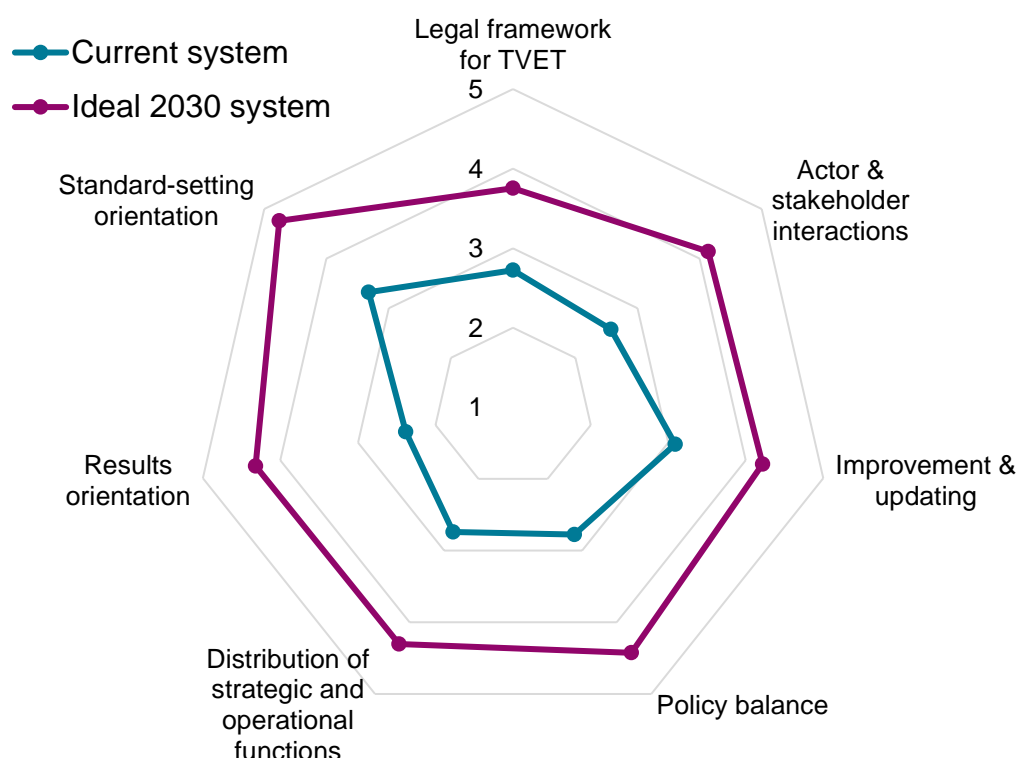 Current system
Ideal 2030 system
Legal framework
for TVET
5
4
3
2
1
Actor &
stakeholder
interactions
Improvement &
updating
Policy balance
Distribution of
strategic and
operational
functions
Results
orientation
Standard-setting
orientation